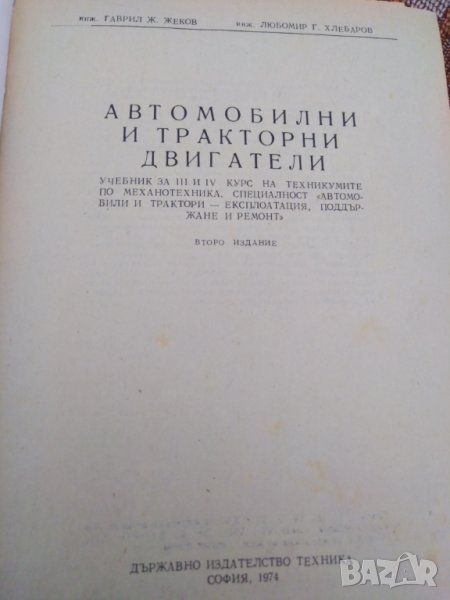 инж. ГАВРИЛ Ж. ЖЕКОВ инж. ЛЮБОМИР Г. ХЛЕБАРОВ
АВТОМОБИЛНИ
И ТРАКТОРНИ
ДВИГАТЕЛИ
УЧЕБНИК ЗА III И IV КУРС НА ТЕХНИКУМИТЕ
ПО МЕХАНОТЕХНИКА, СПЕЦИАЛНОСТ «АВТОМО-
БИЛИ И ТРАКТОРИ — ЕКСПЛОАТАЦИЯ, ПОДДЪР-
ЖАНЕ И РЕМОНТ»
ВТОРО ИЗДАНИЕ
ДЪРЖАВНО ИЗДАТЕЛСТВО ТЕХНИКА
СОФИЯ, 1974
BAZAR